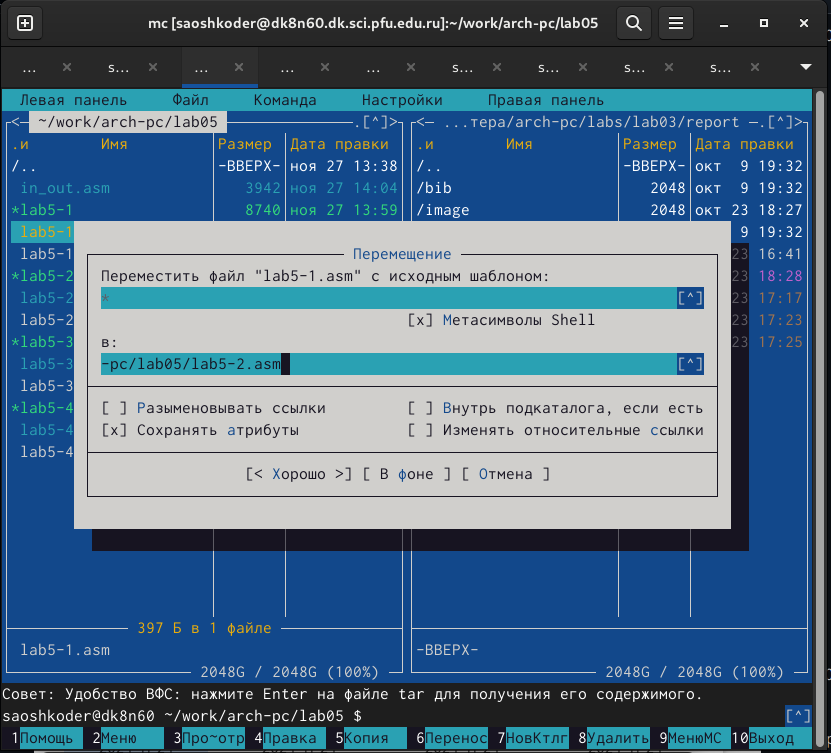 mc [saoshkoder@dk8n60.dk.sci.pfu.edu.ru]:~/work/arch-pc/lab05
... × s... × ... × ... × ... × s... × s... × s... × s... ×
Левая панель Файл Команда Настройки Правая панель
<— ~/work/arch-pc/lab05 —.[^]> <— ...тера/arch-pc/labs/lab03/report —.[^]>
.и Имя Размер Дата правки .и Имя Размер Дата правки
/.. -ВВЕРХ- ноя 27 13:38 /.. -ВВЕРХ- окт 9 19:32
in_out.asm 3942 ноя 27 14:04 /bib 2048 окт 9 19:32
*lab5-1 8740 ноя 27 13:59 /image 2048 окт 23 18:27
lab5-1 9 19:32
lab5-1 Перемещение 23 16:41
*lab5-2 Переместить файл "lab5-1.asm" с исходным шаблоном: 23 18:28
lab5-2 * [^] 23 17:17
lab5-2 [x] Метасимволы Shell 23 17:23
*lab5-3 в: 23 17:25
lab5-3 -pc/lab05/lab5-2.asm [^]
lab5-3
*lab5-4 [ ] Разыменовывать ссылки [ ] Внутрь подкаталога, если есть
lab5-4 [x] Сохранять атрибуты [ ] Изменять относительные ссылки
lab5-4
[< Хорошо >] [ В фоне ] [ Отмена ]
397 Б в 1 файле
lab5-1.asm -ВВЕРХ-
2048G / 2048G (100%) 2048G / 2048G (100%)
Совет: Удобство ВФС: нажмите Enter на файле tar для получения его содержимого.
saoshkoder@dk8n60 ~/work/arch-pc/lab05 $ [^]
1Помощь 2Меню 3Про~отр 4Правка 5Копия 6Перенос 7НовКтлг 8Удалить 9МенюMC 10Выход